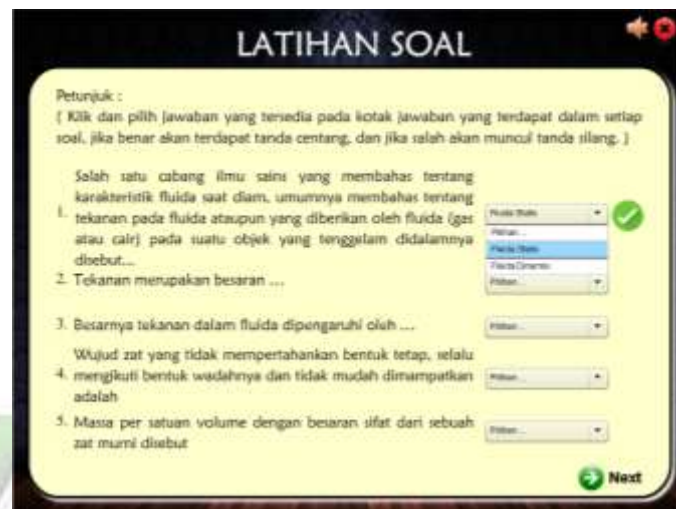 LATIHAN SOAL
Petunjuk :
( Klik dan pilih jawaban yang tersedia pada kotak jawaban yang terdapat dalam setiap
soal, jika benar akan terdapat tanda centang, dan jika salah akan muncul tanda silang. )
Salah satu cabang ilmu sains yang membahas tentang
karakteristik fluida saat diam, umumnya membahas tentang
1. tekanan pada fluida ataupun yang diberikan oleh fluida (gas
atau cair) pada suatu objek yang tenggelam didalamnya
disebut...
Fluida Statis
Pilihan...
Fluida Statis
Fluida Dinamis
2. Tekanan merupakan besaran ....
Pilihan...
3. Besarnya tekanan dalam fluida dipengaruhi oleh ....
Pilihan...
Wujud zat yang tidak mempertahankan bentuk tetap, selalu
4. mengikuti bentuk wadahnya dan tidak mudah dimampatkan
adalah
Pilihan...
5. Massa per satuan volume dengan besaran sifat dari sebuah
zat murni disebut
Pilihan...
Next